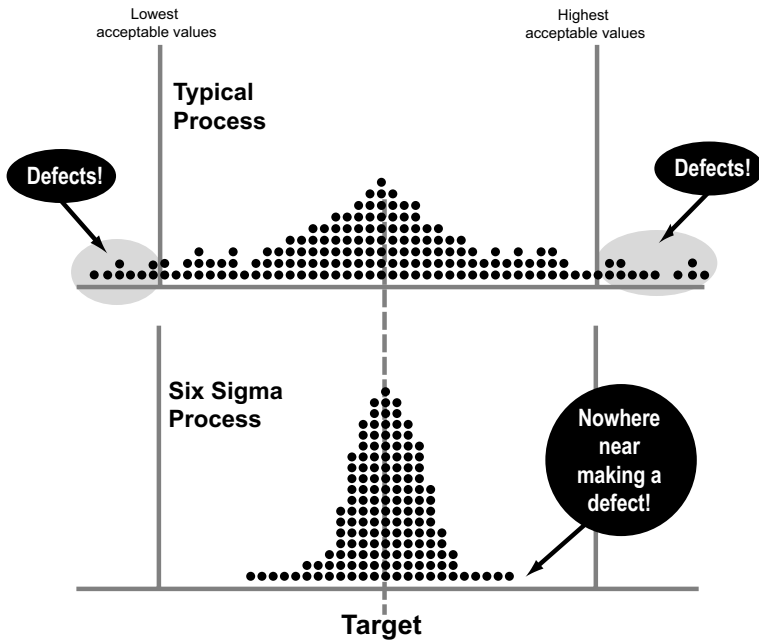 Lowest
acceptable values
Highest
acceptable values
Typical
Process
Defects!
Defects!
Six Sigma
Process
Nowhere
near
making a
defect!
Target